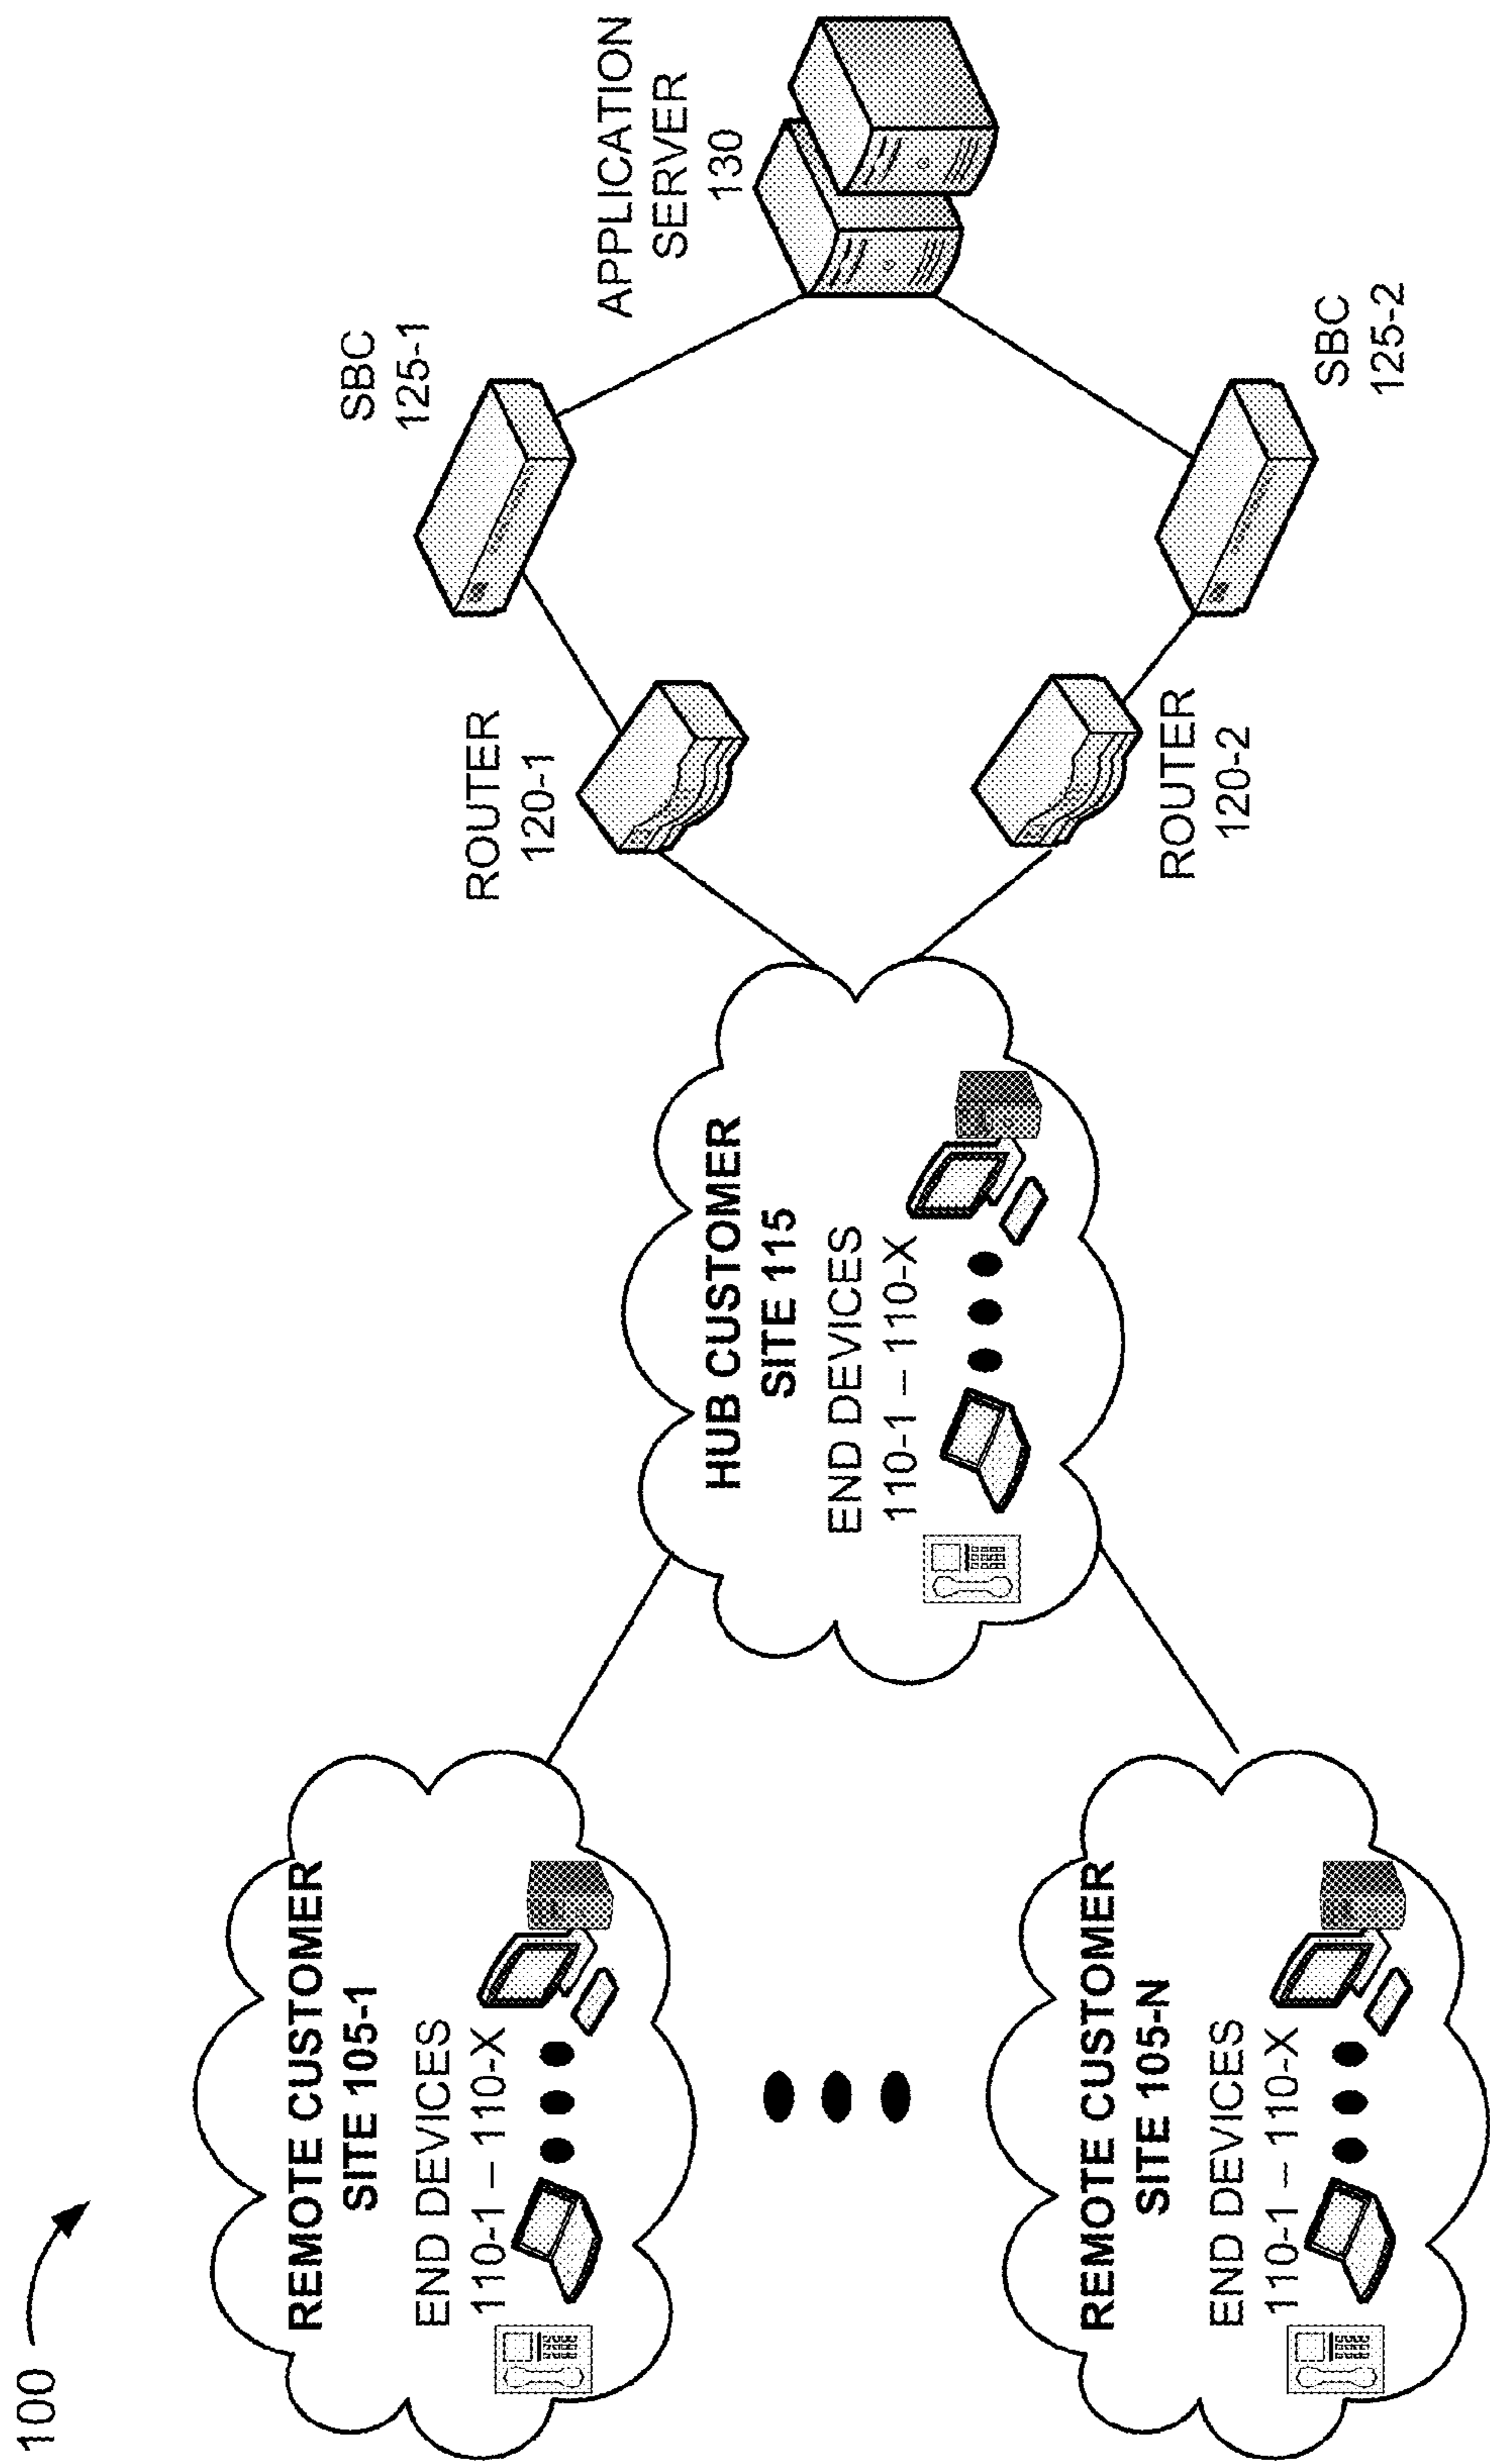 100
REMOTE CUSTOMER
SITE 105-1
END DEVICES
110-1 – 110-X
REMOTE CUSTOMER
SITE 105-N
END DEVICES
110-1 – 110-X
HUB CUSTOMER
SITE 115
END DEVICES
110-1 – 110-X
ROUTER
120-1
ROUTER
120-2
SBC
125-1
SBC
125-2
APPLICATION
SERVER
130